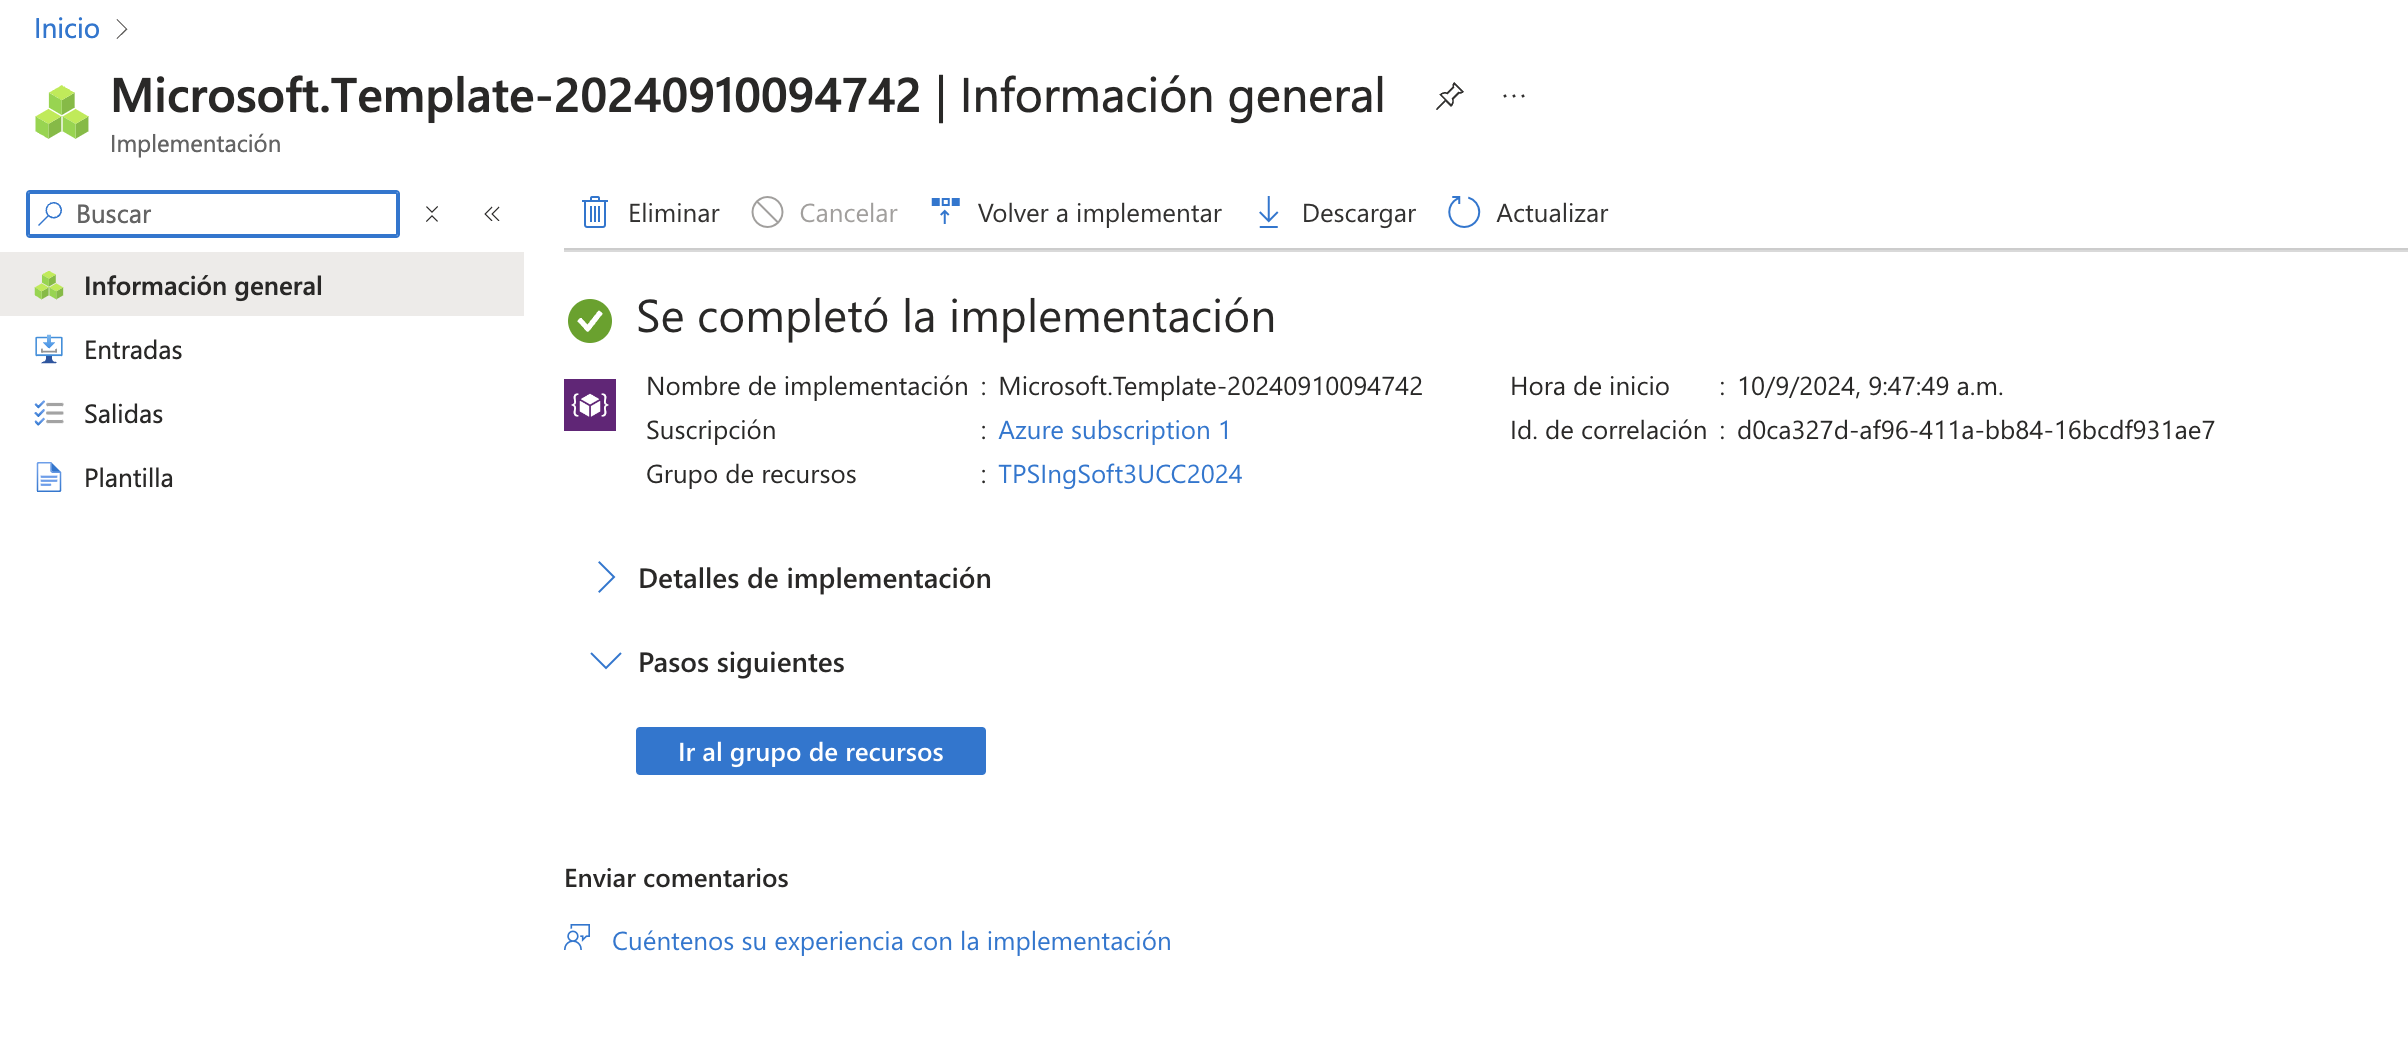 Inicio
Microsoft.Template-20240910094742 | Información general
Implementación
Buscar
Información general
Entradas
Salidas
Plantilla
Eliminar Cancelar Volver a implementar Descargar Actualizar
Se completó la implementación
Nombre de implementación : Microsoft.Template-20240910094742 Hora de inicio : 10/9/2024, 9:47:49 a.m.
Suscripción : Azure subscription 1 Id. de correlación : d0ca327d-af96-411a-bb84-16bcdf931ae7
Grupo de recursos : TPSIngSoft3UCC2024
Detalles de implementación
Pasos siguientes
Ir al grupo de recursos
Enviar comentarios
Cuéntenos su experiencia con la implementación